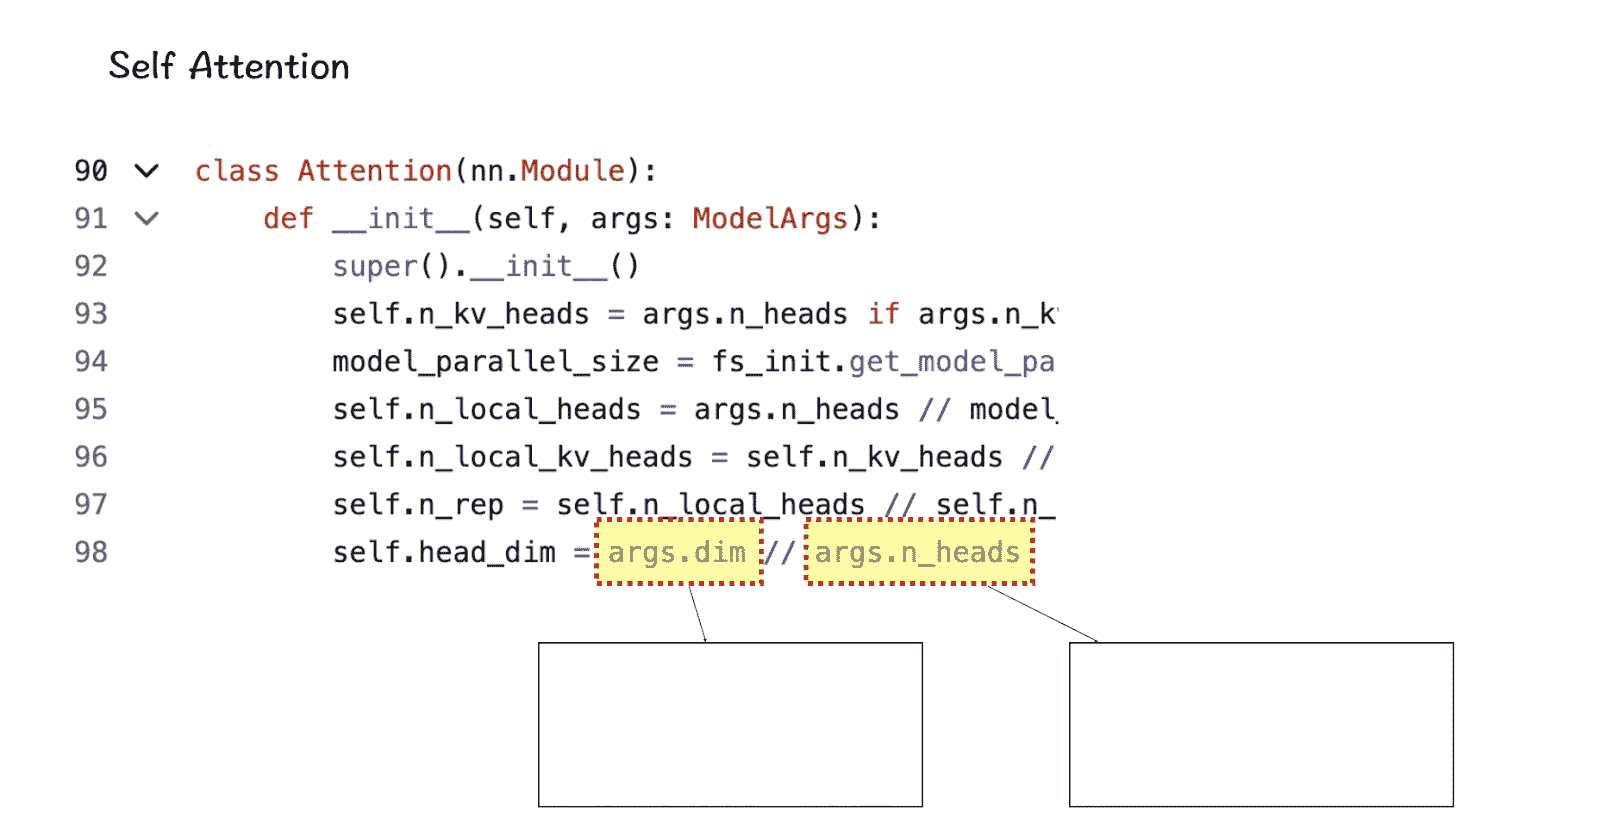 Self Attention
90 class Attention(nn.Module):
91 def __init__(self, args: ModelArgs):
92 super().__init__()
93 self.n_kv_heads = args.n_heads if args.n_k
94 model_parallel_size = fs_init.get_model_pa
95 self.n_local_heads = args.n_heads // model_
96 self.n_local_kv_heads = self.n_kv_heads //
97 self.n_rep = self.n_local_heads // self.n_
98 self.head_dim = args.dim // args.n_heads